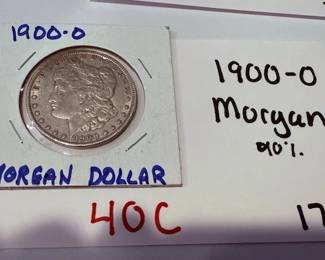 1900-O
MORGAN DOLLAR
40C
1900-O
Morgan
90%
17